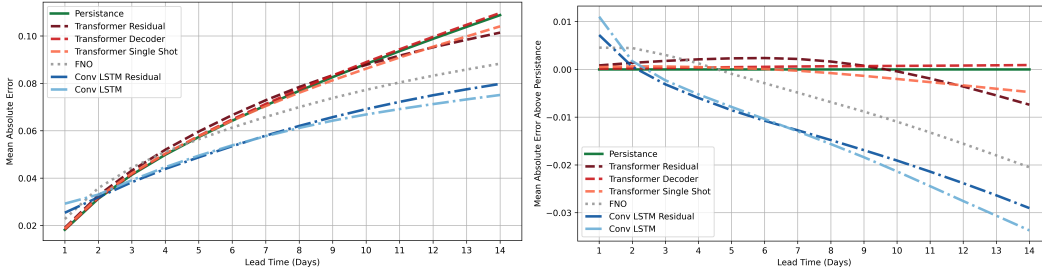 Persistance
Transformer Residual
Transformer Decoder
Transformer Single Shot
FNO
Conv LSTM Residual
Conv LSTM
Mean Absolute Error
0.10
0.08
0.06
0.04
0.02
1 2 3 4 5 6 7 8 9 10 11 12 13 14
Lead Time (Days)
Mean Absolute Error Above Persistance
0.01
0.00
−0.01
−0.02
−0.03
Persistance
Transformer Residual
Transformer Decoder
Transformer Single Shot
FNO
Conv LSTM Residual
Conv LSTM
1 2 3 4 5 6 7 8 9 10 11 12 13 14
Lead Time (Days)